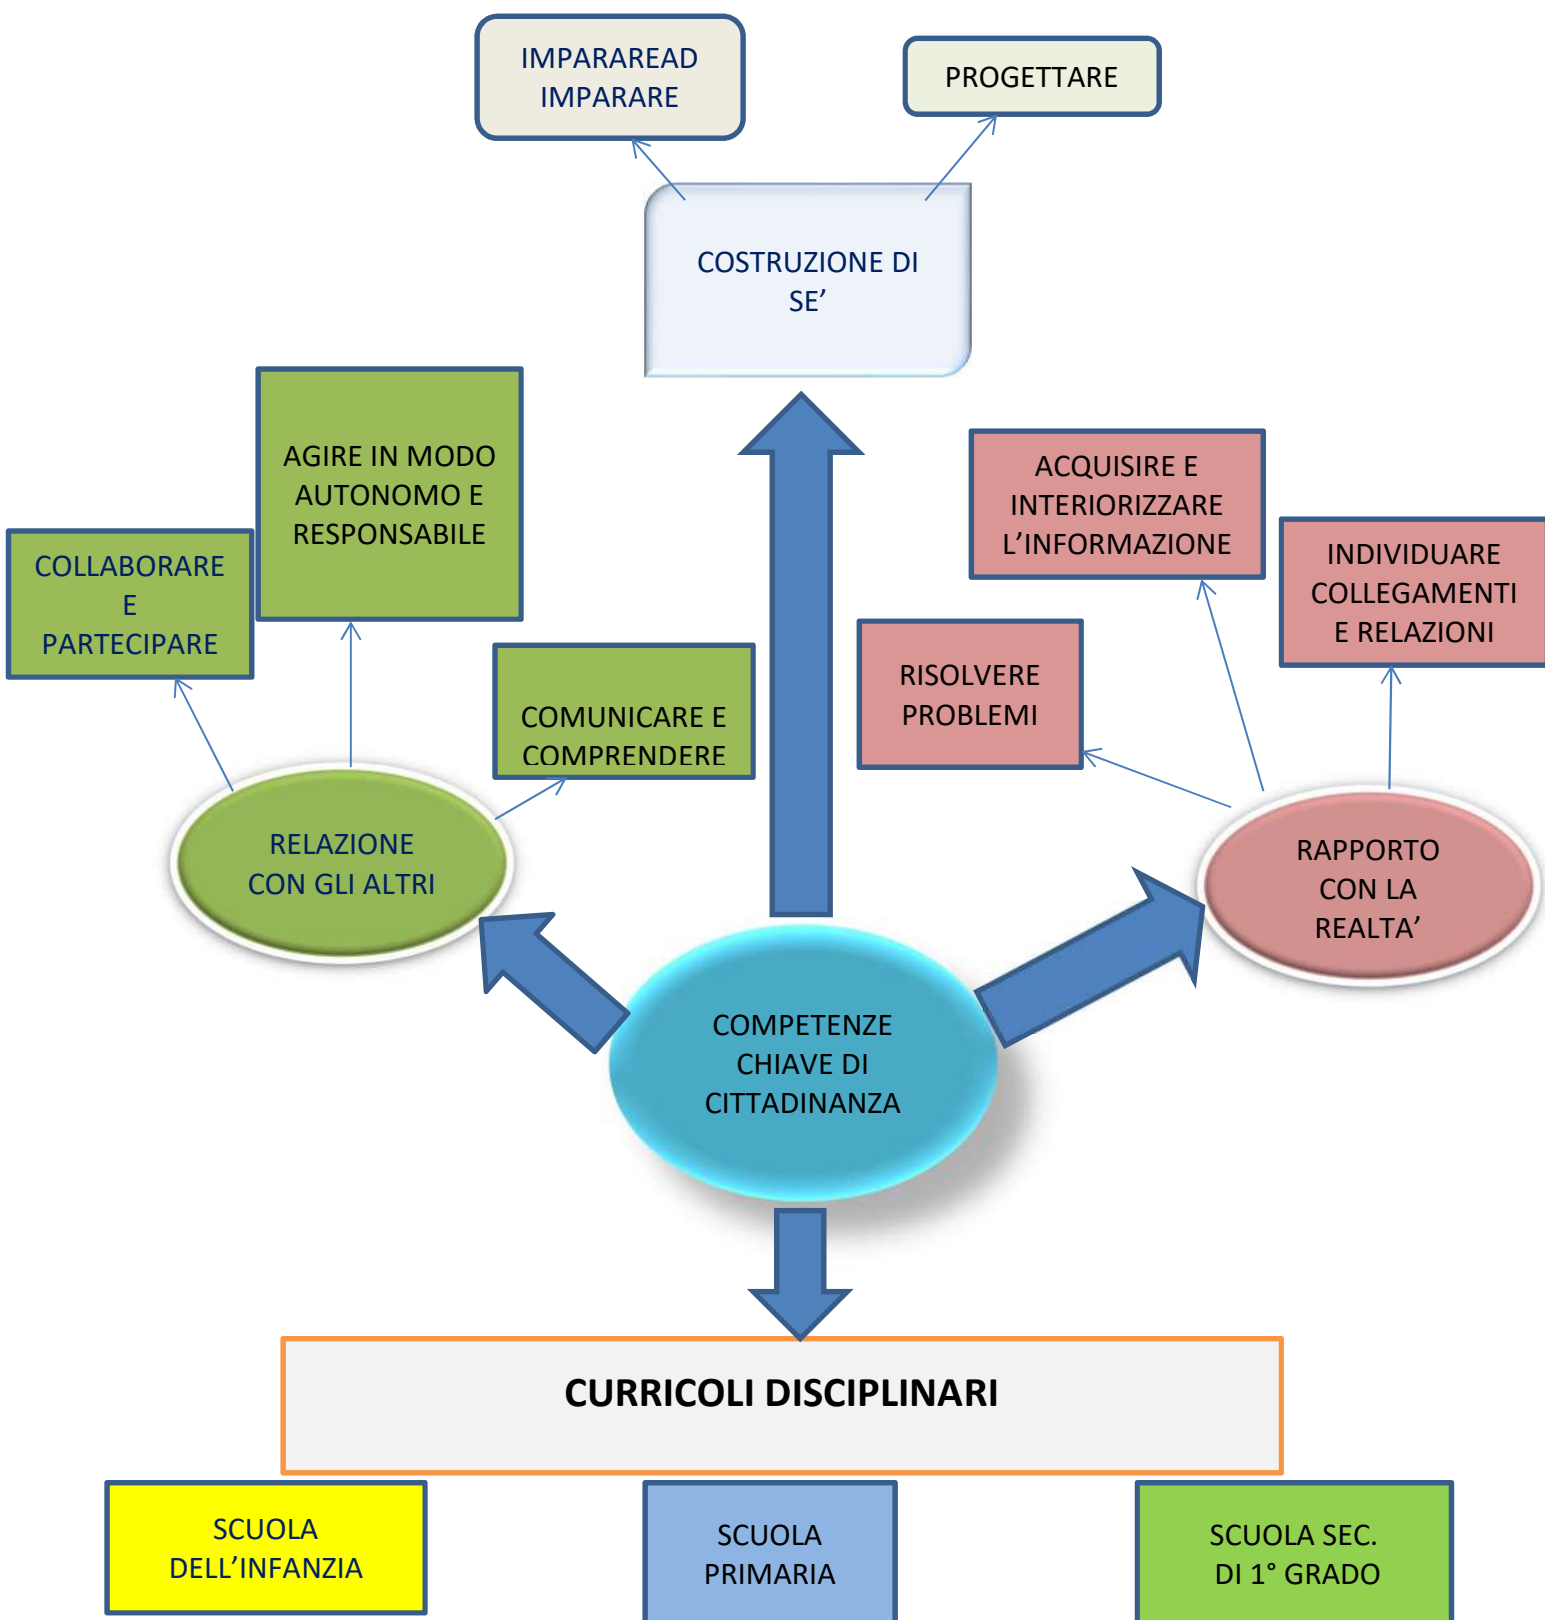 IMPARAREAD
IMPARARE
PROGETTARE
COSTRUZIONE DI
SE’
AGIRE IN MODO
AUTONOMO E
RESPONSABILE
COLLABORARE
E
PARTECIPARE
COMUNICARE E
COMPRENDERE
ACQUISIRE E
INTERIORIZZARE
L’INFORMAZIONE
INDIVIDUARE
COLLEGAMENTI
E RELAZIONI
RISOLVERE
PROBLEMI
RELAZIONE
CON GLI ALTRI
RAPPORTO
CON LA
REALTA’
COMPETENZE
CHIAVE DI
CITTADINANZA
CURRICOLI DISCIPLINARI
SCUOLA
DELL’INFANZIA
SCUOLA
PRIMARIA
SCUOLA SEC.
DI 1° GRADO